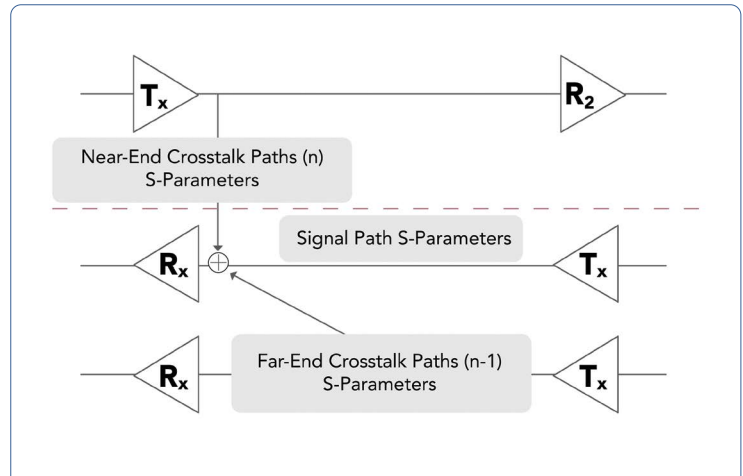 Tx
R2
Near-End Crosstalk Paths (n)
S-Parameters
Signal Path S-Parameters
Rx
Tx
Far-End Crosstalk Paths (n-1)
S-Parameters
Rx
Tx